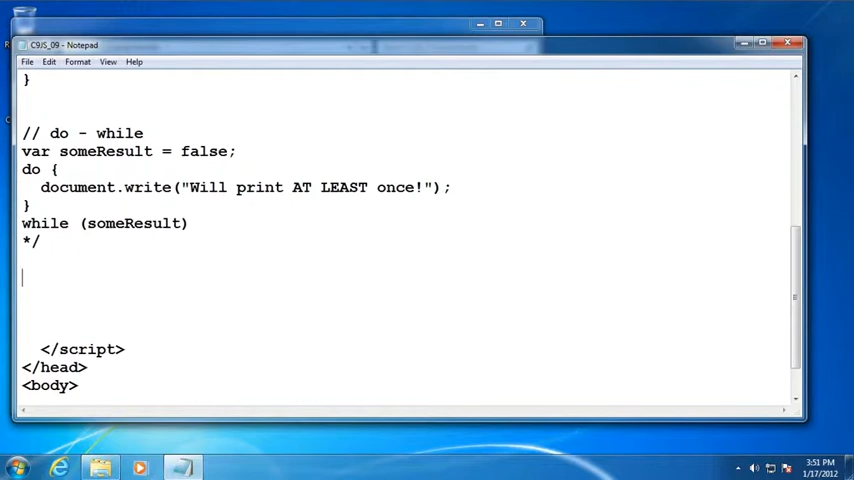 C9JS_09 - Notepad
File Edit Format View Help
}
// do - while
var someResult = false;
do {
document.write("Will print AT LEAST once!");
}
while (someResult)
*/
</script>
</head>
<body>
3:51 PM
1/17/2012